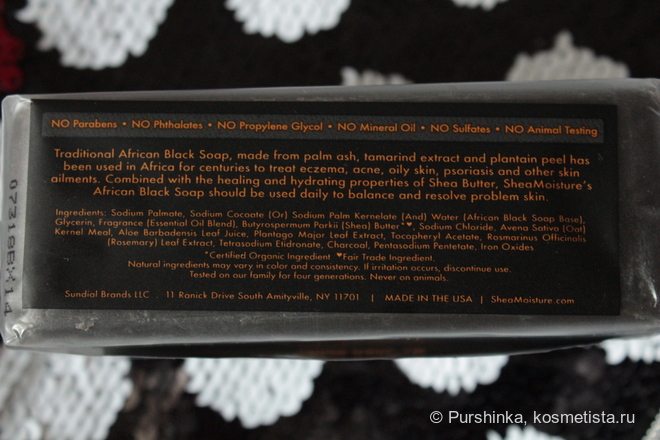 NO Parabens • NO Phthalates • NO Propylene Glycol • NO Mineral Oil • NO Sulfates • NO Animal Testing
Traditional African Black Soap, made from palm ash, tamarind extract and plantain peel has
been used in Africa for centuries to treat eczema, acne, oily skin, psoriasis and other skin
ailments. Combined with the healing and hydrating properties of Shea Butter, SheaMoisture's
African Black Soap should be used daily to balance and resolve problem skin.
Ingredients: Sodium Palmate, Sodium Cocoate (Or) Sodium Palm Kernelate (And) Water (African Black Soap Base),
Glycerin, Fragrance (Essential Oil Blend), Butyrospermum Parkii (Shea) Butter*♥, Sodium Chloride, Avena Sativa (Oat)
Kernel Meal, Aloe Barbadensis Leaf Juice, Plantago Major Leaf Extract, Tocopheryl Acetate, Rosmarinus Officinalis
(Rosemary) Leaf Extract, Tetrasodium Etidronate, Charcoal, Pentasodium Pentetate, Iron Oxides
*Certified Organic Ingredient ♥Fair Trade Ingredient.
Natural ingredients may vary in color and consistency. If irritation occurs, discontinue use.
Tested on our family for four generations. Never on animals.
Sundial Brands LLC . 11 Ranick Drive South Amityville, NY 11701 | MADE IN THE USA | SheaMoisture.com
© Purshinka, kosmetista.ru